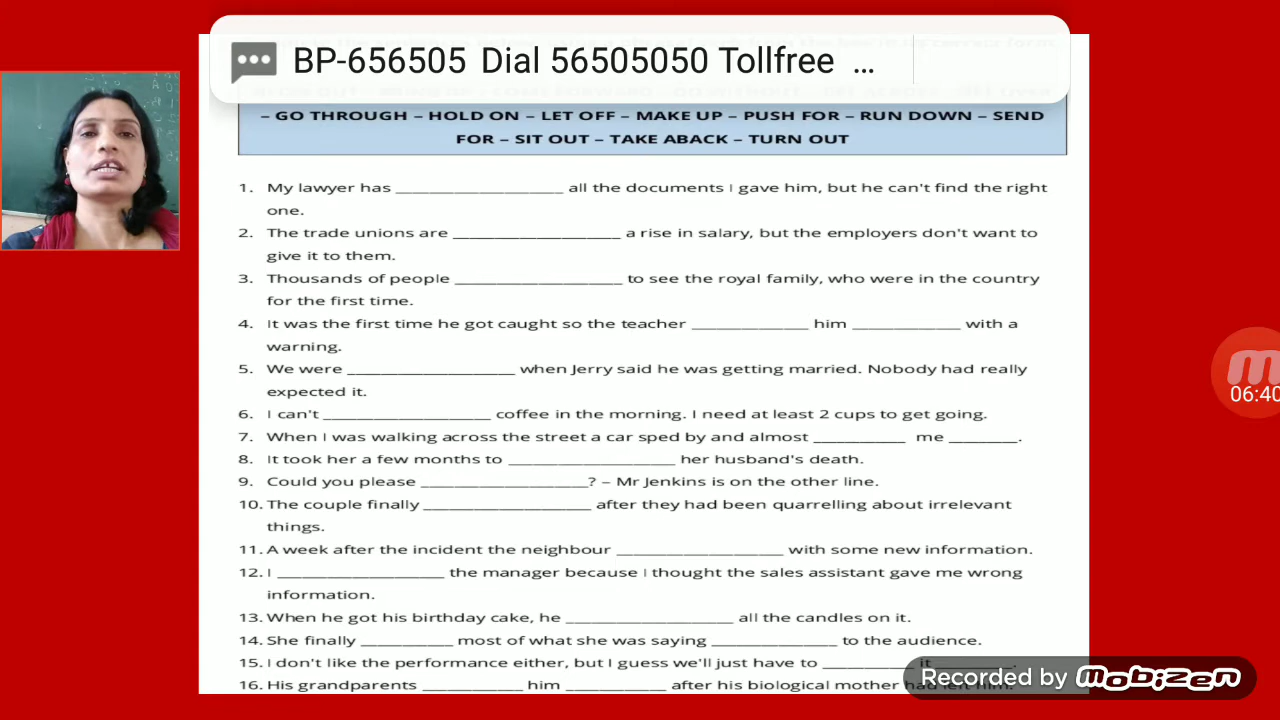 BP-656505 Dial 56505050 Tollfree ...
– GO THROUGH – HOLD ON – LET OFF – MAKE UP – PUSH FOR – RUN DOWN – SEND
FOR – SIT OUT – TAKE ABACK – TURN OUT
1. My lawyer has ____________________ all the documents I gave him, but he can't find the right
one.
2. The trade unions are ____________________ a rise in salary, but the employers don't want to
give it to them.
3. Thousands of people ____________________ to see the royal family, who were in the country
for the first time.
4. It was the first time he got caught so the teacher ______________ him _____________ with a
warning.
5. We were ____________________ when Jerry said he was getting married. Nobody had really
expected it.
6. I can't ____________________ coffee in the morning. I need at least 2 cups to get going.
7. When I was walking across the street a car sped by and almost ___________ me ________.
8. It took her a few months to ____________________ her husband's death.
9. Could you please ____________________? – Mr Jenkins is on the other line.
10. The couple finally ____________________ after they had been quarrelling about irrelevant
things.
11. A week after the incident the neighbour ____________________ with some new information.
12. I ____________________ the manager because I thought the sales assistant gave me wrong
information.
13. When he got his birthday cake, he ____________________ all the candles on it.
14. She finally ___________ most of what she was saying _______________ to the audience.
15. I don't like the performance either, but I guess we'll just have to ___________ it _________.
16. His grandparents ____________ him ____________ after his biological mother had left him.
06:40
Recorded by Mobizen